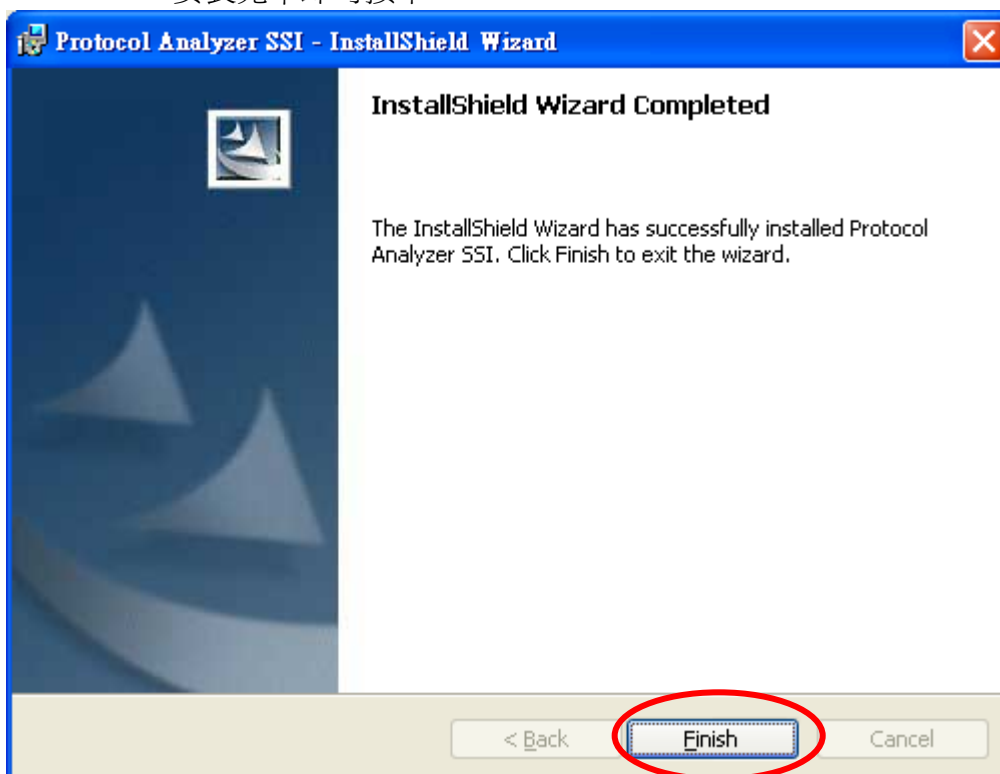 Protocol Analyzer SSI - InstallShield Wizard
InstallShield Wizard Completed
The InstallShield Wizard has successfully installed Protocol
Analyzer SSI. Click Finish to exit the wizard.
< Back
Finish
Cancel